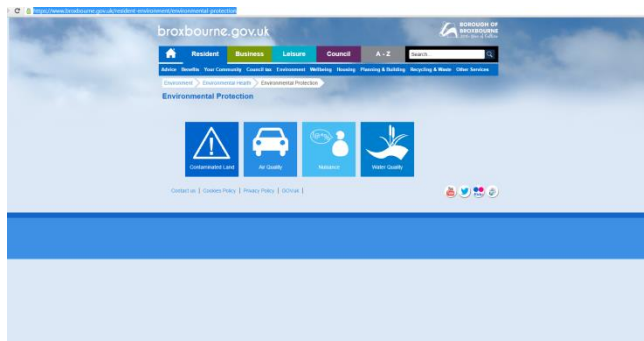 https://www.broxbourne.gov.uk/resident-environment/environmental-protection
broxbourne.gov.uk
BOROUGH OF
BROXBOURNE
Resident Business Leisure Council A - Z Search...
Advice Benefits Your Community Council tax Environment Wellbeing Housing Planning & Building Recycling & Waste Other Services
Environment Environmental Health Environmental Protection
Environmental Protection
Contaminated Land Air Quality Nuisance Water Quality
Contact us | Cookies Policy | Privacy Policy |